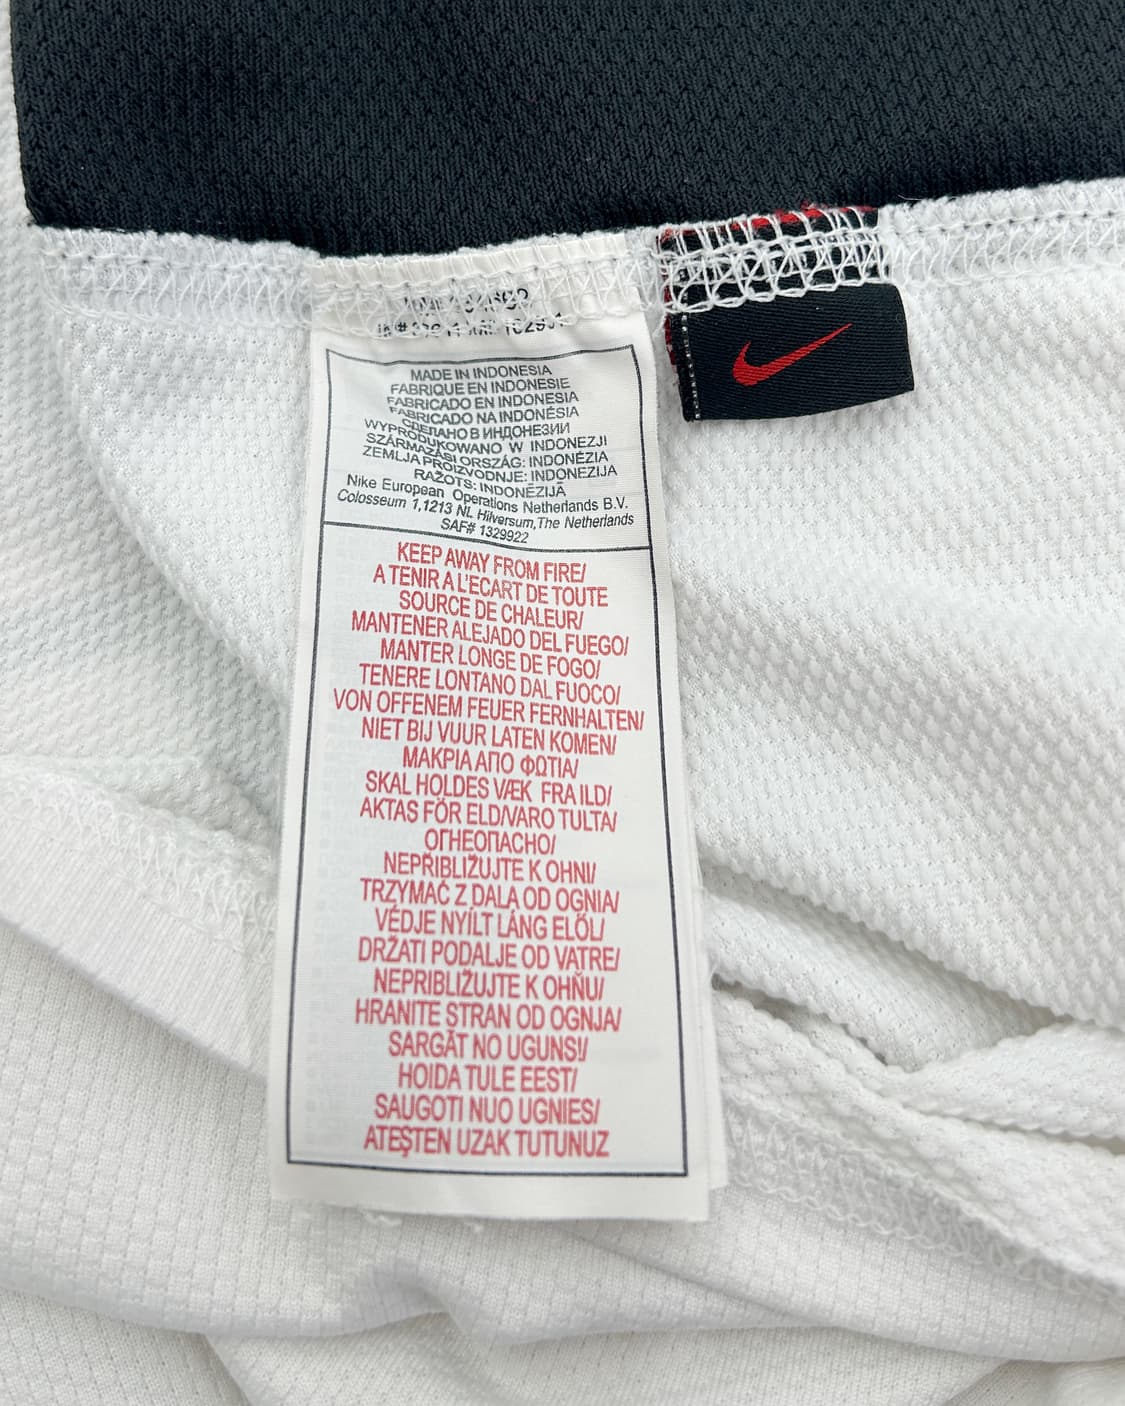 MADE IN INDONESIA
FABRIQUE EN INDONESIE
FABRICADO EN INDONESIA
FABRICADO NA INDONÉSIA
СДЕЛАНО В ИНДОНЕЗИИ
WYPRODUKOWANO W INDONEZJI
SZÁRMAZÁSI ORSZÁG: INDONÉZIA
ZEMLJA PROIZVODNJE: INDONEZIJA
RAŽOTS: INDONĒZIJĀ
Nike European Operations Netherlands B.V.
Colosseum 1,1213 NL Hilversum,The Netherlands
SAF# 1329922
KEEP AWAY FROM FIRE/
A TENIR A L'ECART DE TOUTE
SOURCE DE CHALEUR/
MANTENER ALEJADO DEL FUEGO/
MANTER LONGE DE FOGO/
TENERE LONTANO DAL FUOCO/
VON OFFENEM FEUER FERNHALTEN/
NIET BIJ VUUR LATEN KOMEN/
ΜΑΚΡΙΑ ΑΠΟ ΦΩΤΙΑ/
SKAL HOLDES VÆK FRA ILD/
AKTAS FÖR ELD/VARO TULTA/
ОГНЕОПАСНО/
NEPŘIBLIŽUJTE K OHNI/
TRZYMAĆ Z DALA OD OGNIA/
VÉDJE NYÍLT LÁNG ELŐL/
DRŽATI PODALJE OD VATRE/
NEPRIBLIŽUJTE K OHŇU/
HRANITE STRAN OD OGNJA/
SARGĀT NO UGUNS!/
HOIDA TULE EEST/
SAUGOTI NUO UGNIES/
ATEŞTEN UZAK TUTUNUZ